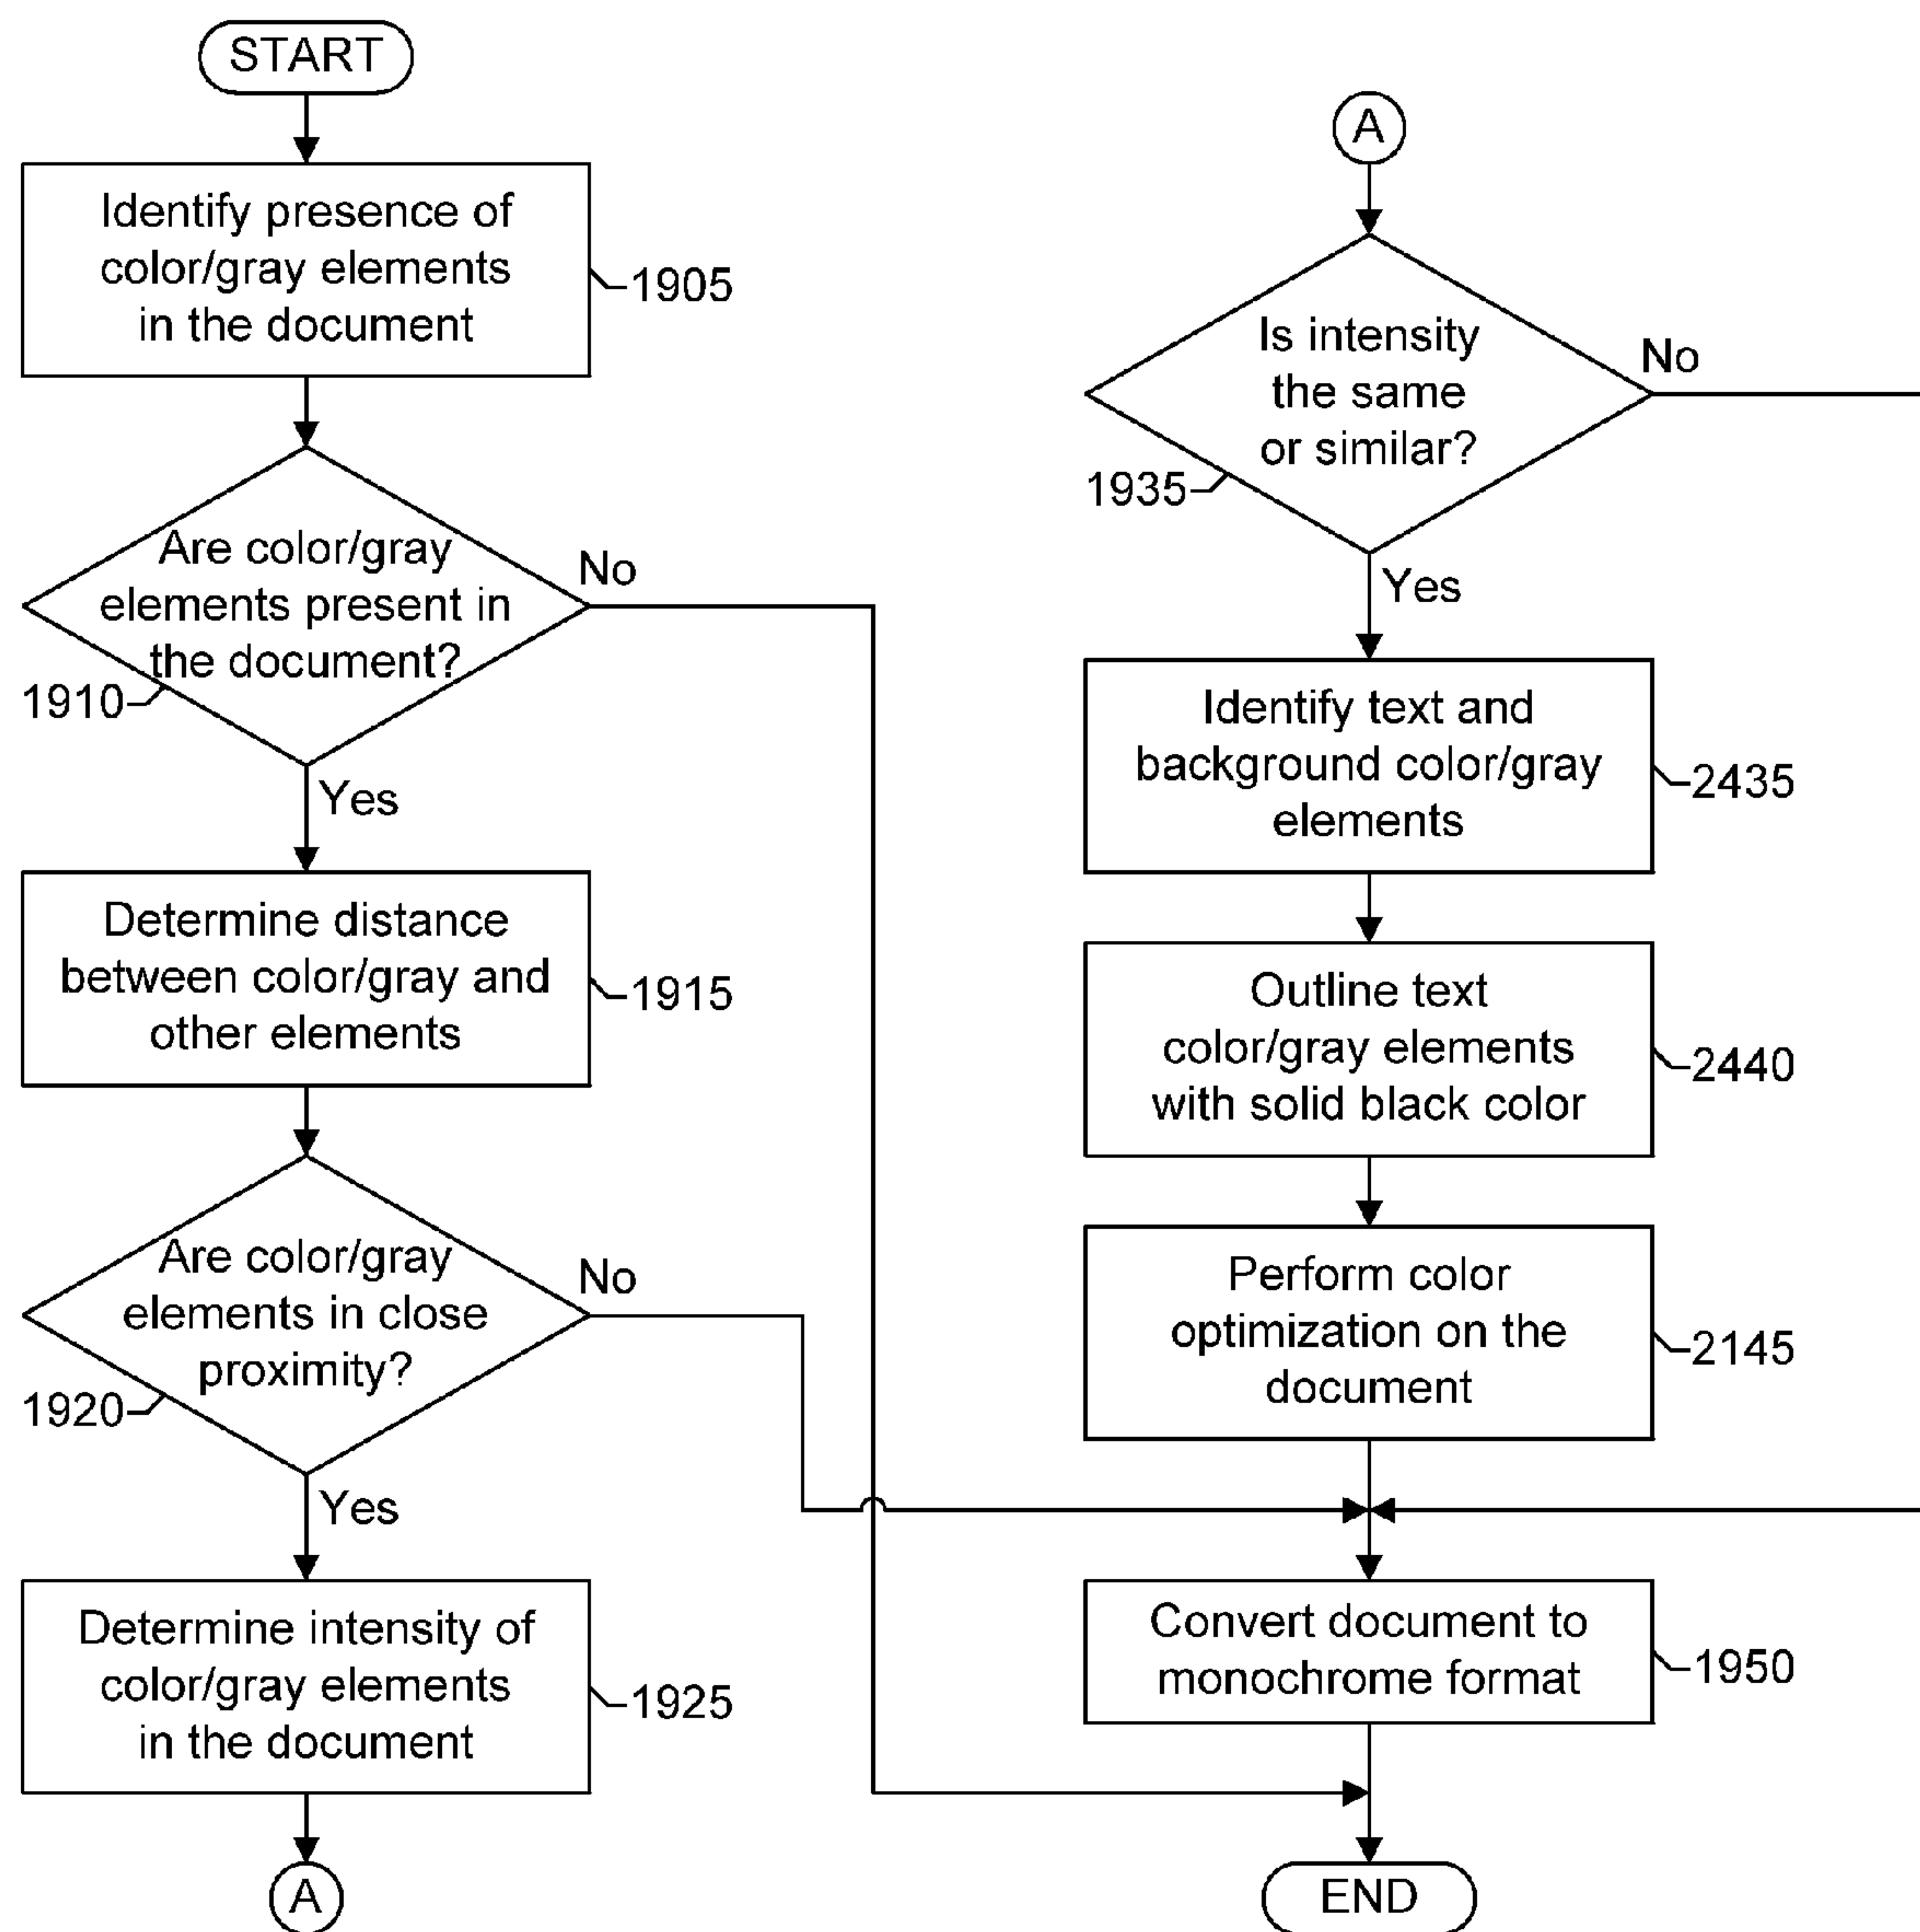 START
Identify presence of
color/gray elements
in the document
1905
Are color/gray
elements present in
the document?
No
1910
Yes
Determine distance
between color/gray and
other elements
1915
Are color/gray
elements in close
proximity?
No
1920
Yes
Determine intensity of
color/gray elements
in the document
1925
A
A
Is intensity
the same
or similar?
No
1935
Yes
Identify text and
background color/gray
elements
2435
Outline text
color/gray elements
with solid black color
2440
Perform color
optimization on the
document
2145
Convert document to
monochrome format
1950
END